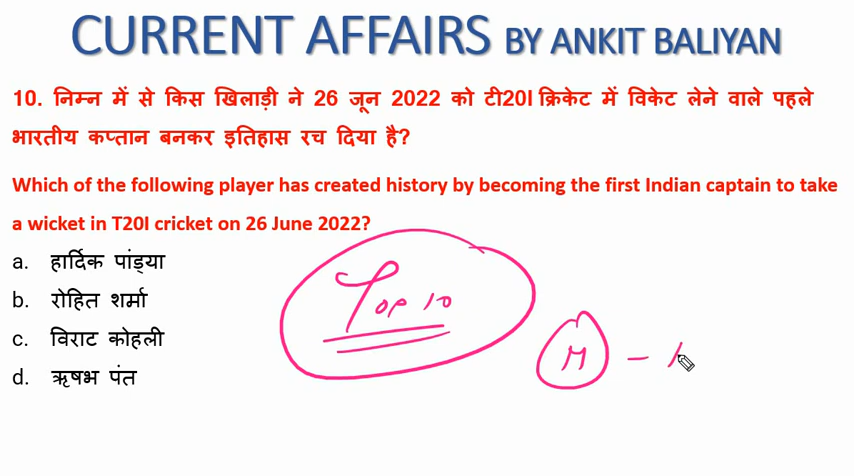 CURRENT AFFAIRS BY ANKIT BALIYAN
10. निम्न में से किस खिलाड़ी ने 26 जून 2022 को टी20I क्रिकेट में विकेट लेने वाले पहले
भारतीय कप्तान बनकर इतिहास रच दिया है?
Which of the following player has created history by becoming the first Indian captain to take
a wicket in T20I cricket on 26 June 2022?
a. हार्दिक पांड्या
b. रोहित शर्मा
c. विराट कोहली
d. ऋषभ पंत
Top 10
M -